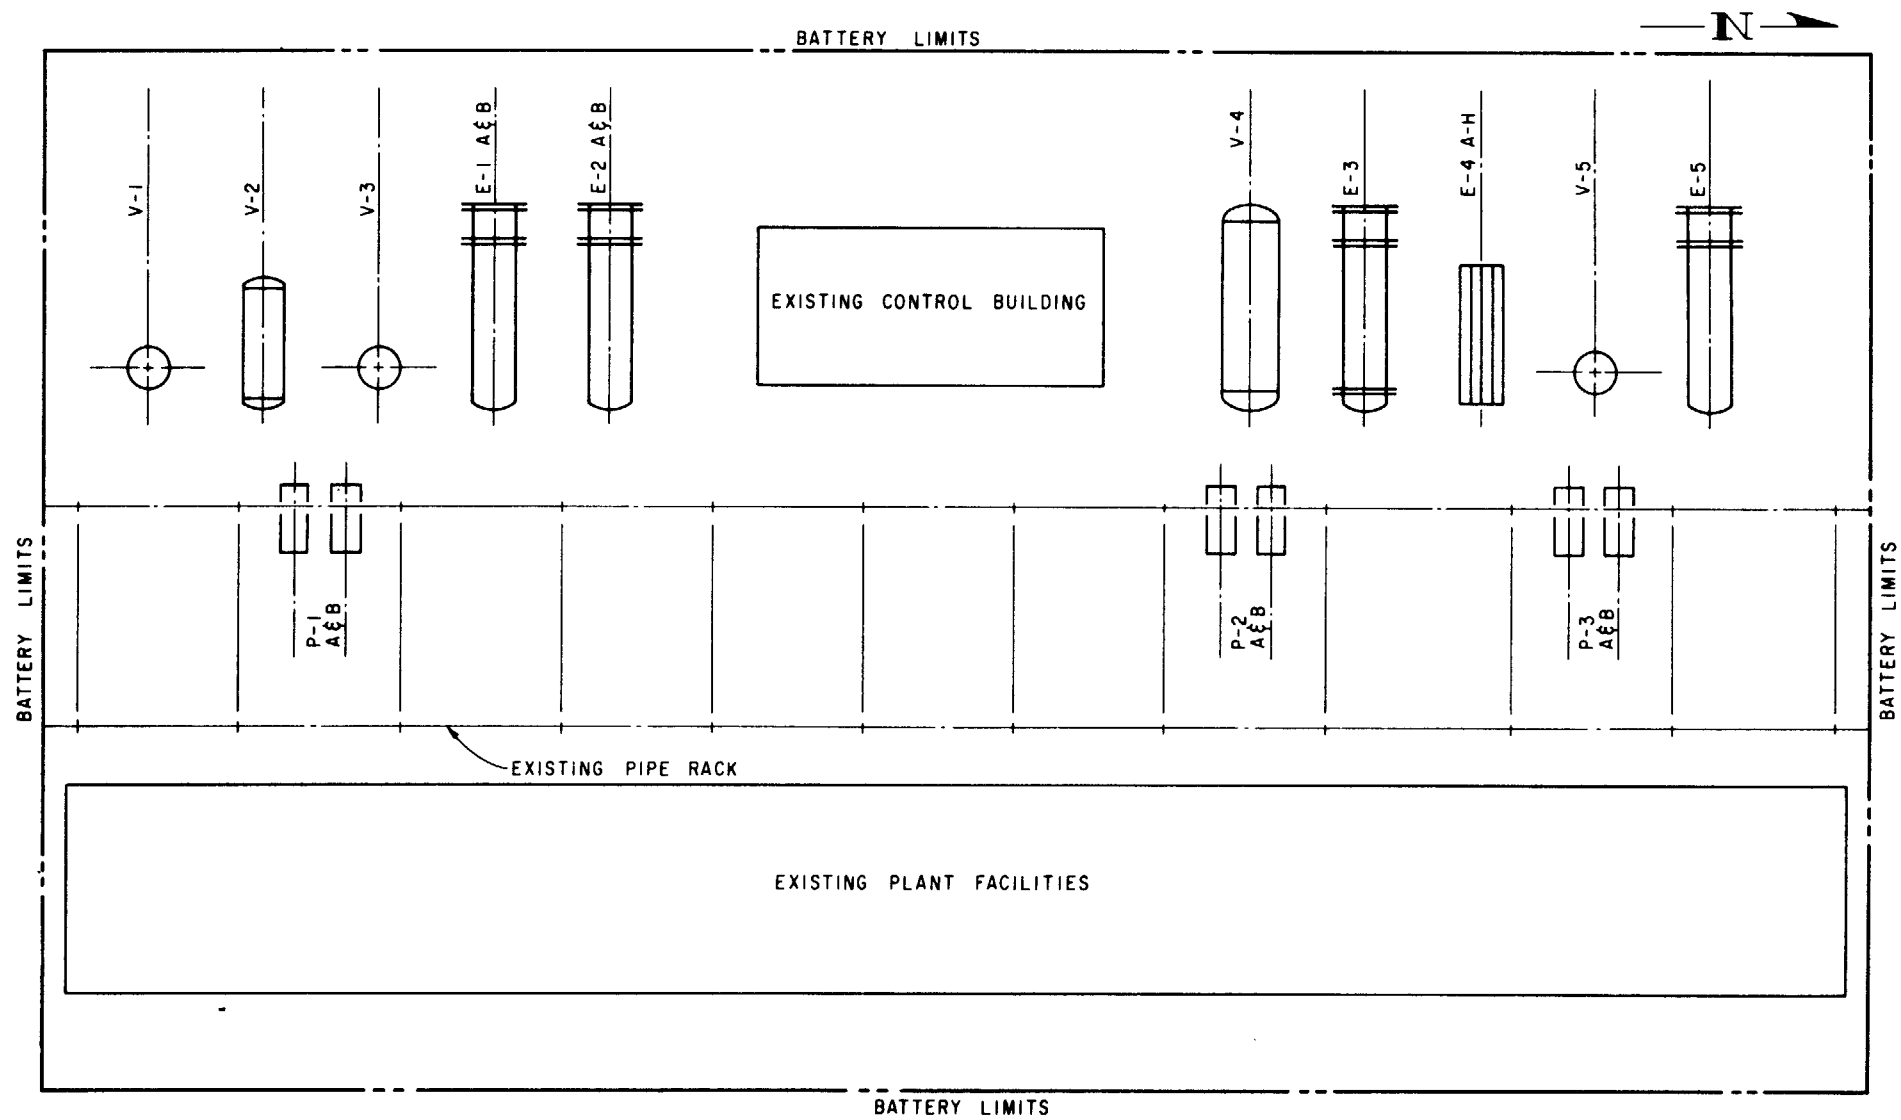 N
BATTERY LIMITS
V-1
V-2
V-3
E-1 A&B
E-2 A&B
V-4
E-3
E-4 A-H
V-5
E-5
EXISTING CONTROL BUILDING
P-1
A&B
P-2
A&B
P-3
A&B
BATTERY LIMITS
BATTERY LIMITS
EXISTING PIPE RACK
EXISTING PLANT FACILITIES
BATTERY LIMITS